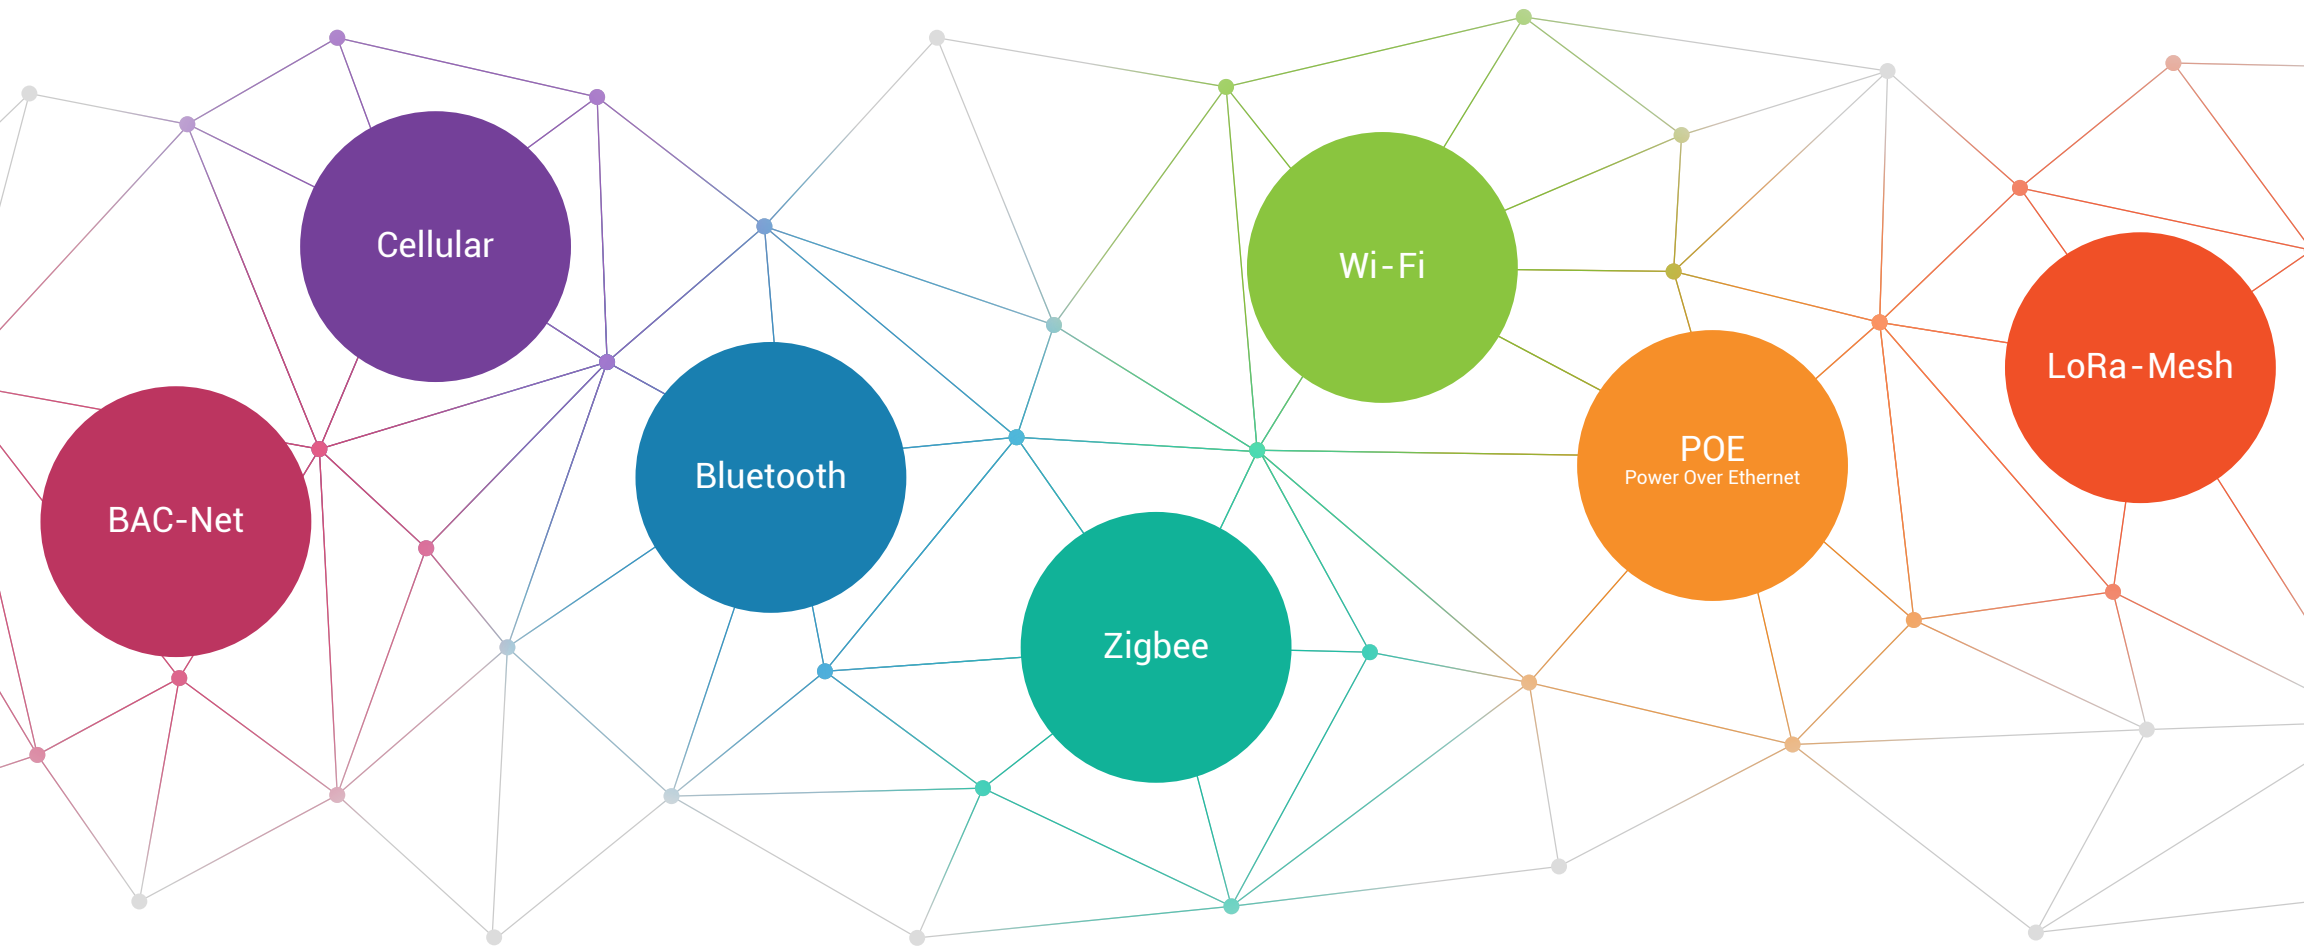 Cellular
Wi-Fi
LoRa-Mesh
BAC-Net
Bluetooth
POE
Power Over Ethernet
Zigbee